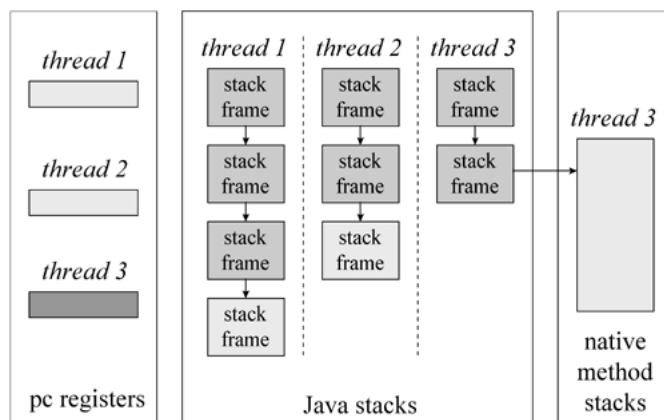 thread 1
thread 2
thread 3
pc registers
thread 1
thread 2
thread 3
stack
frame
stack
frame
stack
frame
stack
frame
stack
frame
stack
frame
stack
frame
stack
frame
stack
frame
Java stacks
thread 3
native
method
stacks